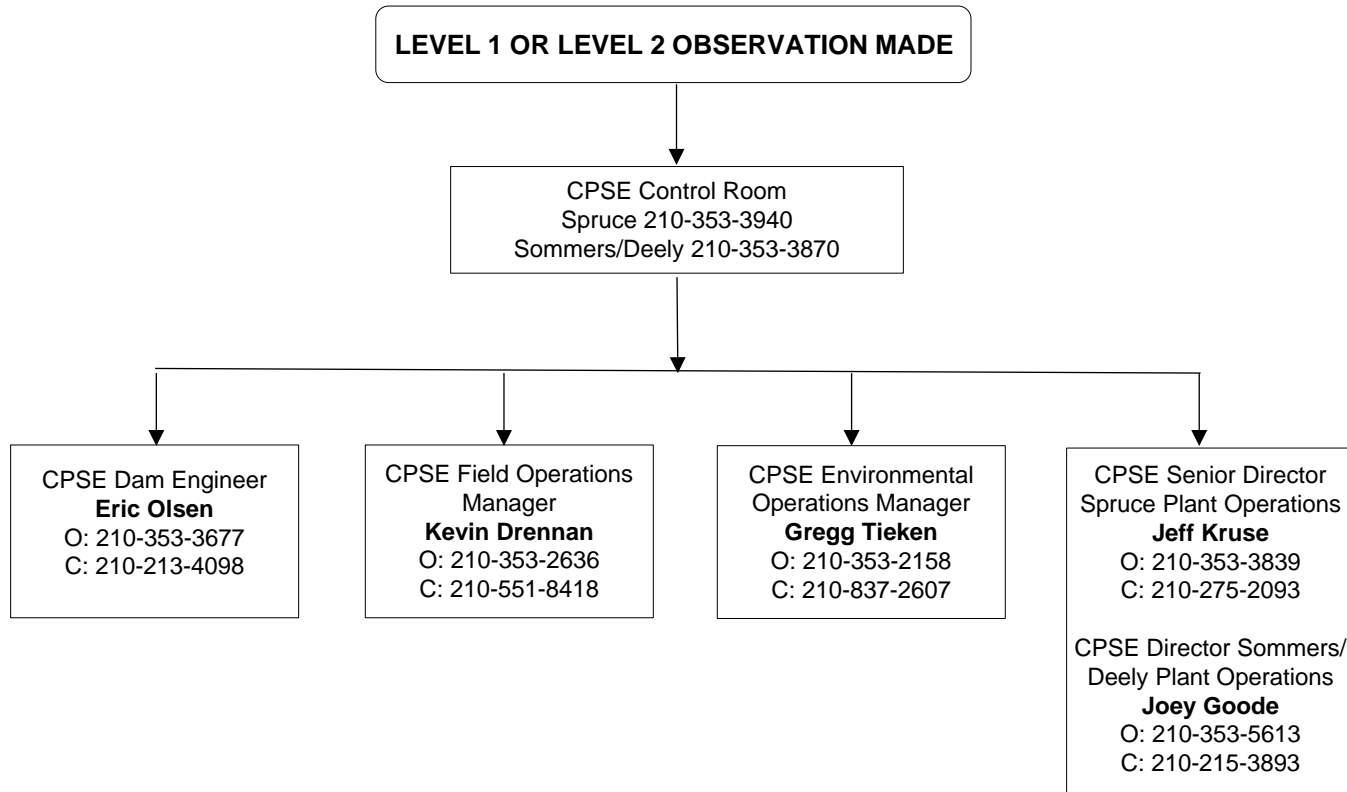 LEVEL 1 OR LEVEL 2 OBSERVATION MADE
CPSE Control Room
Spruce 210-353-3940
Sommers/Deely 210-353-3870
CPSE Dam Engineer
Eric Olsen
O: 210-353-3677
C: 210-213-4098
CPSE Field Operations
Manager
Kevin Drennan
O: 210-353-2636
C: 210-551-8418
CPSE Environmental
Operations Manager
Gregg Tieken
O: 210-353-2158
C: 210-837-2607
CPSE Senior Director
Spruce Plant Operations
Jeff Kruse
O: 210-353-3839
C: 210-275-2093
CPSE Director Sommers/
Deely Plant Operations
Joey Goode
O: 210-353-5613
C: 210-215-3893